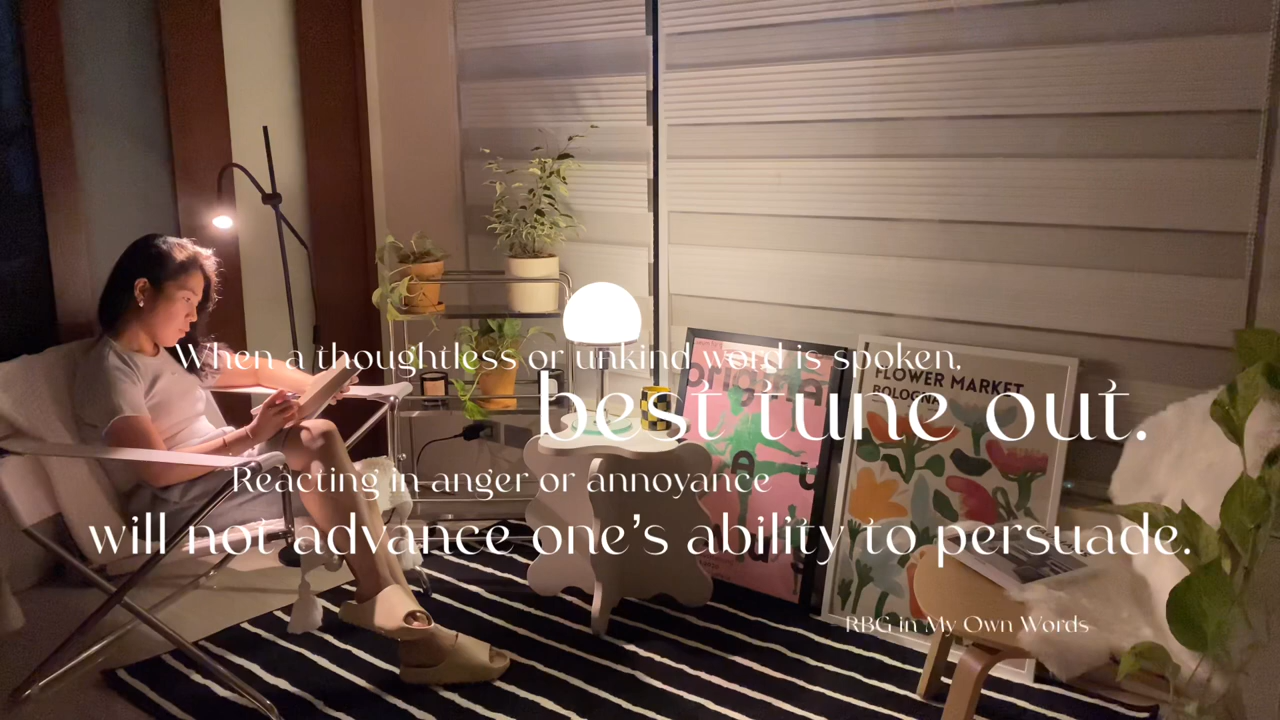 When a thoughtless or unkind word is spoken,
best tune out.
Reacting in anger or annoyance
will not advance one's ability to persuade.
RBG in My Own Words
original
FLOWER MARKET
BOLOGNA